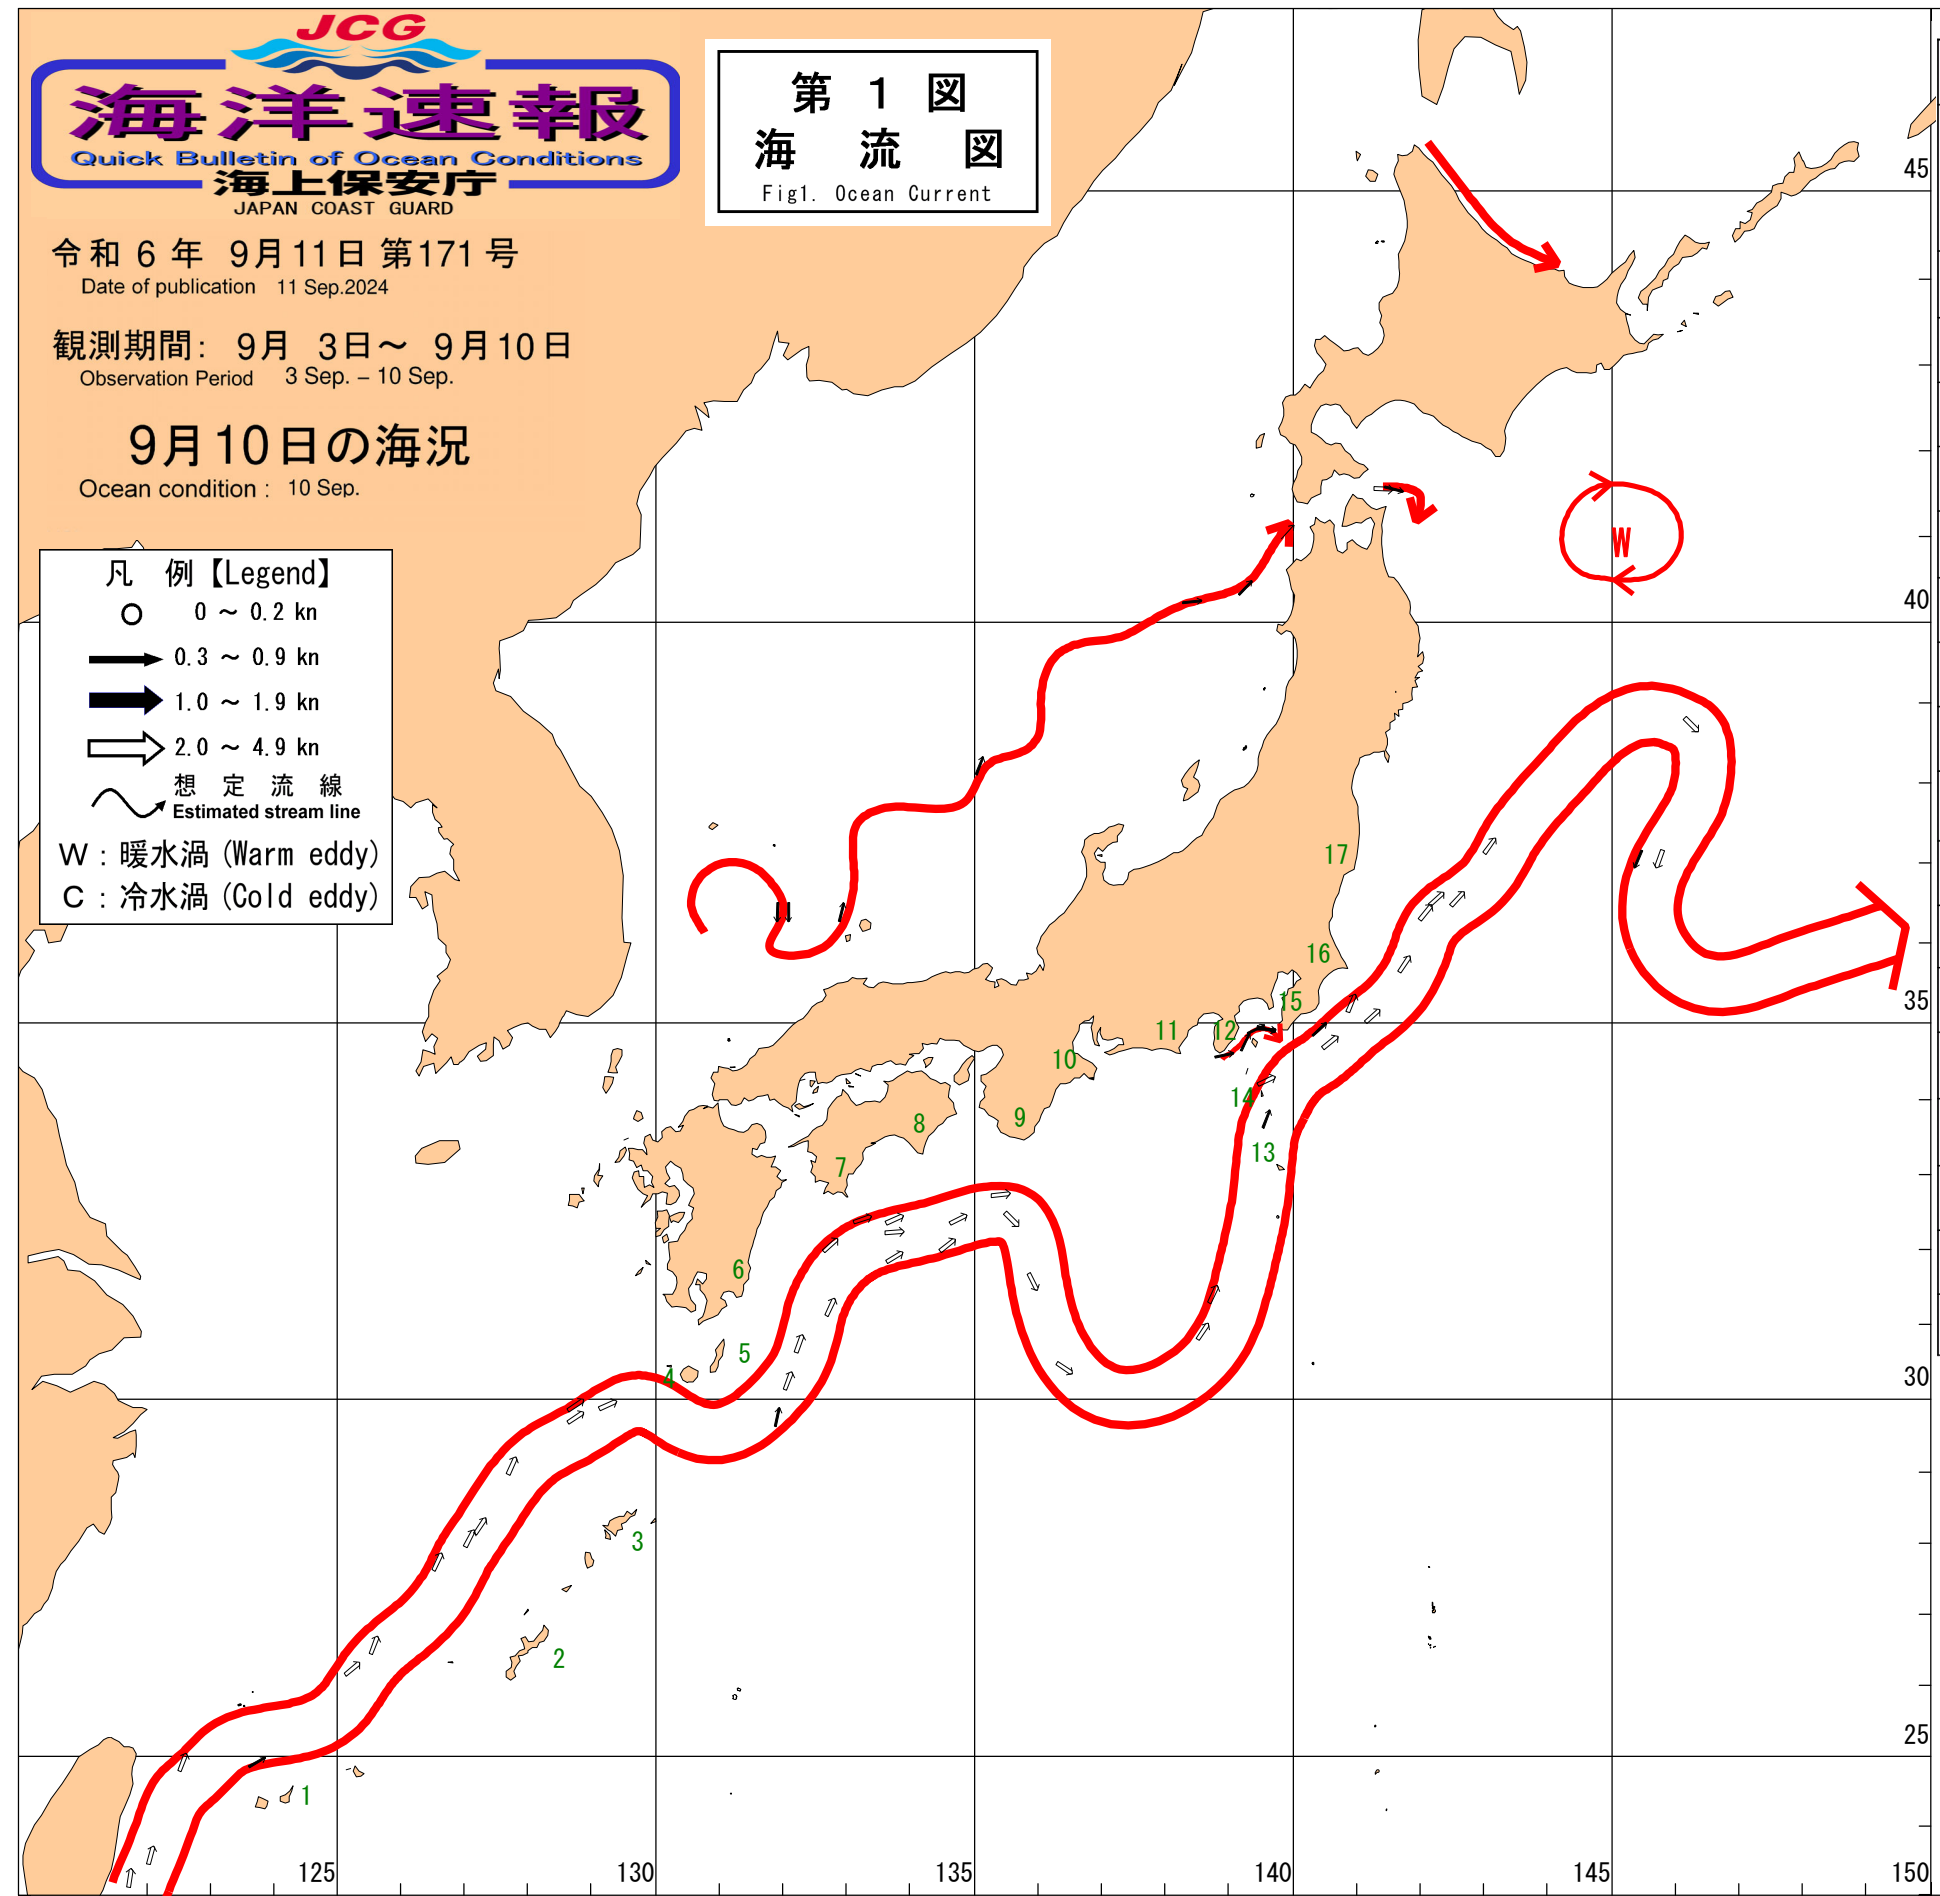 JCG
海洋速報
Quick Bulletin of Ocean Conditions
海上保安庁
JAPAN COAST GUARD
第 1 図
海 流 図
Fig1. Ocean Current
令和 6 年 9月11日 第171号
Date of publication 11 Sep.2024
観測期間: 9月 3日～ 9月10日
Observation Period 3 Sep. – 10 Sep.
9月10日の海況
Ocean condition : 10 Sep.
凡 例【Legend】
0 ～ 0.2 kn
0.3 ～ 0.9 kn
1.0 ～ 1.9 kn
2.0 ～ 4.9 kn
想 定 流 線
Estimated stream line
W : 暖水渦 (Warm eddy)
C : 冷水渦 (Cold eddy)
45
W
40
17
16
15
35
11
12
10
14
9
8
13
7
6
5
4
30
3
2
25
1
125
130
135
140
145
150